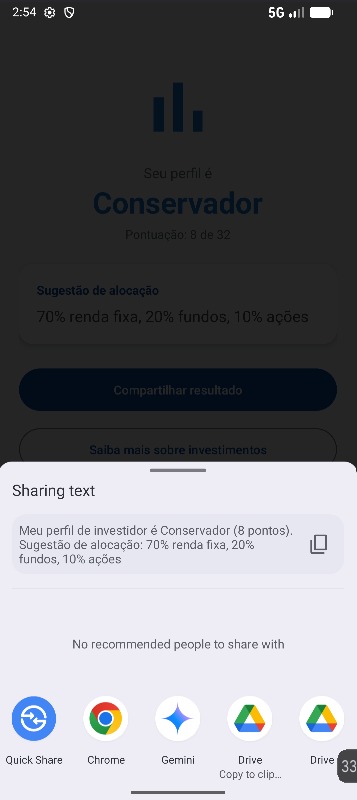 2:54
5G
Seu perfil é
Conservador
Pontuação: 8 de 32
Sugestão de alocação
70% renda fixa, 20% fundos, 10% ações
Compartilhar resultado
Saiba mais sobre investimentos
Sharing text
Meu perfil de investidor é Conservador (8 pontos).
Sugestão de alocação: 70% renda fixa, 20%
fundos, 10% ações
No recommended people to share with
Quick Share
Chrome
Gemini
Drive
Copy to clip...
Drive
33